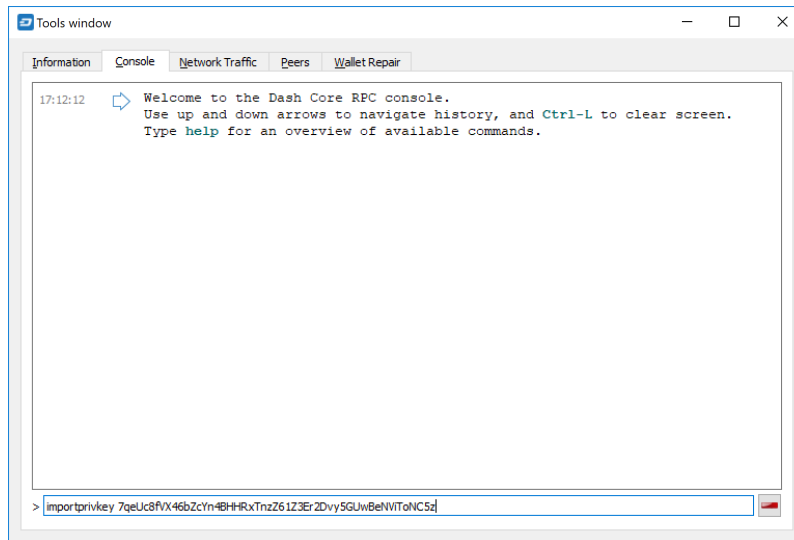 Tools window
Information Console Network Traffic Peers Wallet Repair
17:12:12 Welcome to the Dash Core RPC console.
Use up and down arrows to navigate history, and Ctrl-L to clear screen.
Type help for an overview of available commands.
> importprivkey 7qeUc8fVX46bZcYn4BHHRxTnzZ61Z3Er2Dvy5GUwBeNViToNC5z